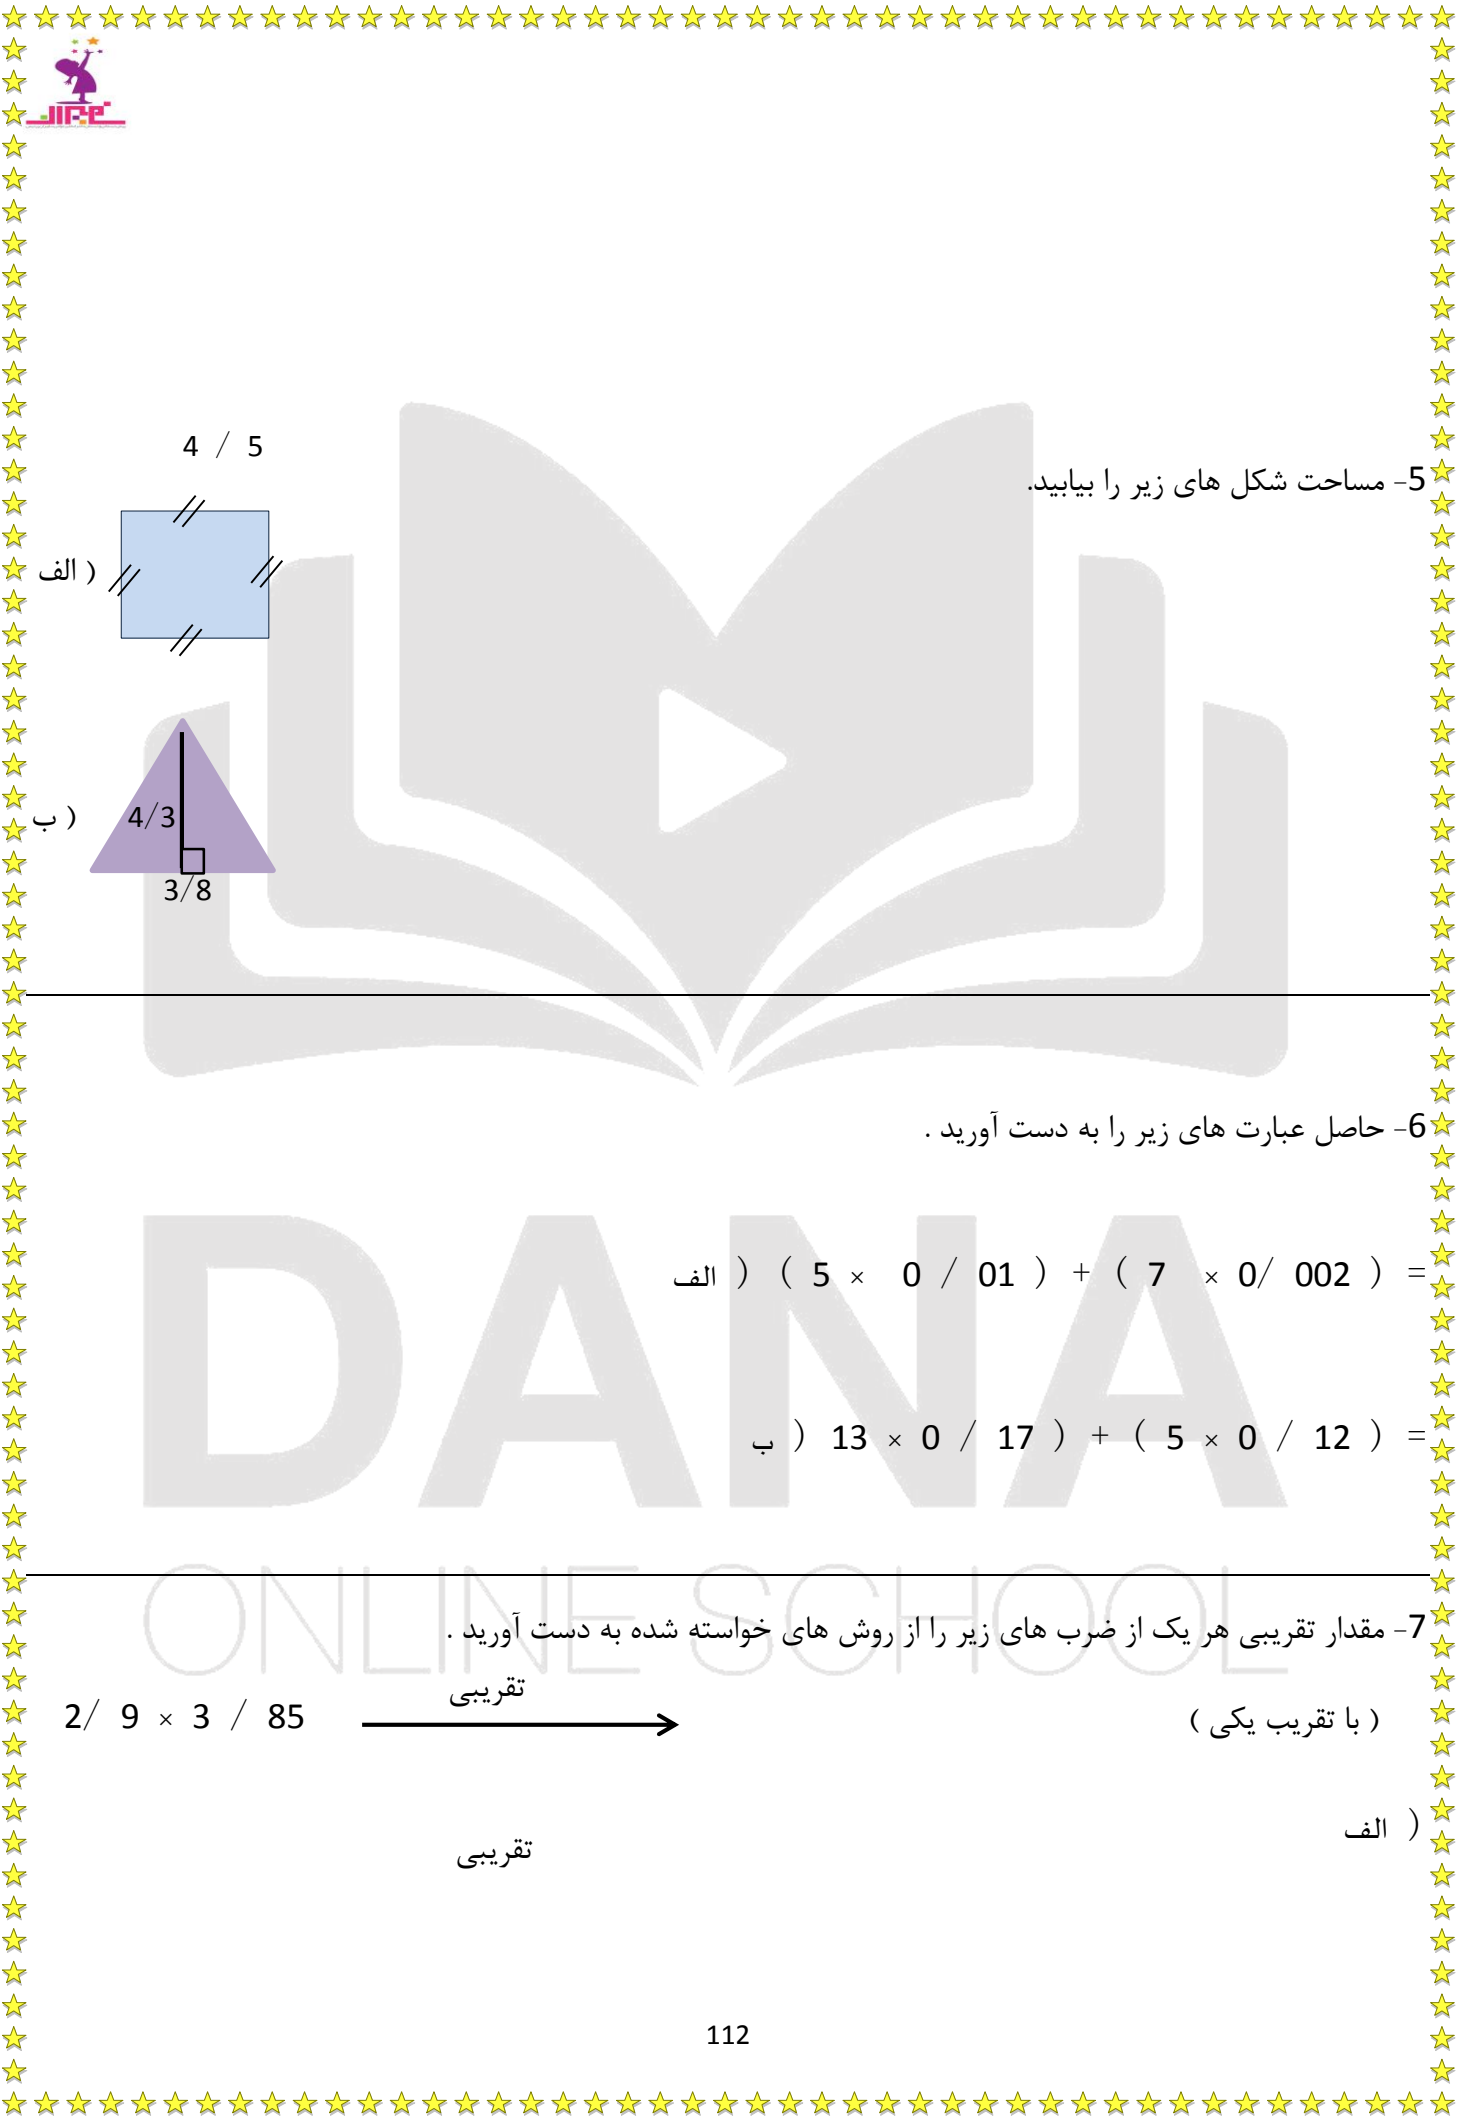 4 / 5
5- مساحت شکل های زیر را بیابید.
الف )
4/3
ب )
3/8
6- حاصل عبارت های زیر را به دست آورید .
الف ) ( 5 × 0 / 01 ) + ( 7 × 0/ 002 ) =
ب ) 13 × 0 / 17 ) + ( 5 × 0 / 12 ) =
7- مقدار تقریبی هر یک از ضرب های زیر را از روش های خواسته شده به دست آورید .
تقریبی
2/ 9 × 3 / 85
( با تقریب یکی )
الف )
تقریبی
DANA
ONLINE SCHOOL
112